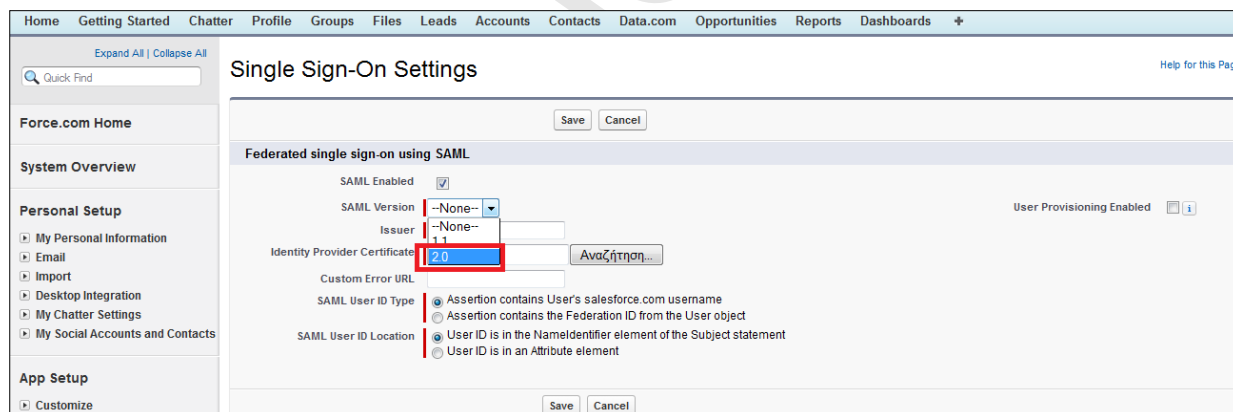 Home Getting Started Chatter Profile Groups Files Leads Accounts Contacts Data.com Opportunities Reports Dashboards +
Expand All | Collapse All
Quick Find
Single Sign-On Settings
Help for this Pag
Force.com Home
System Overview
Personal Setup
My Personal Information
Email
Import
Desktop Integration
My Chatter Settings
My Social Accounts and Contacts
App Setup
Customize
Save Cancel
Federated single sign-on using SAML
SAML Enabled
SAML Version --None--
User Provisioning Enabled i
--None--
1.1
2.0
Issuer
Identity Provider Certificate Αναζήτηση...
Custom Error URL
SAML User ID Type Assertion contains User's salesforce.com username
Assertion contains the Federation ID from the User object
SAML User ID Location User ID is in the NameIdentifier element of the Subject statement
User ID is in an Attribute element
Save Cancel